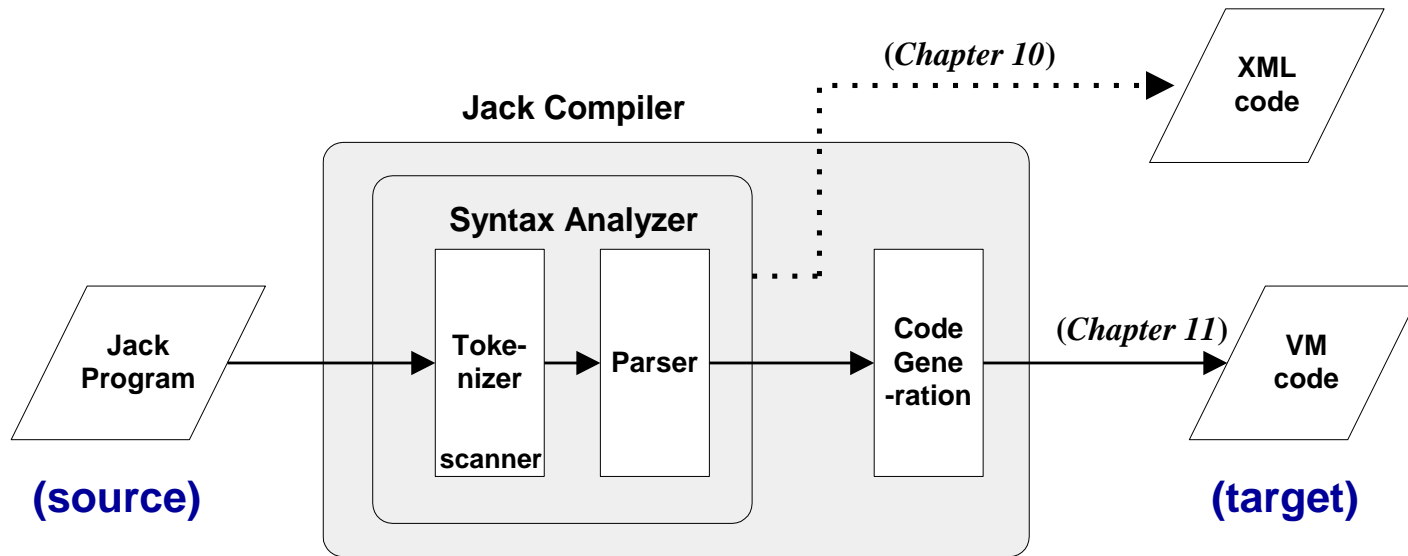 (Chapter 10)
XML
code
Jack Compiler
Syntax Analyzer
Jack
Program
Toke-
nizer
scanner
Parser
Code
Gene
-ration
(Chapter 11)
VM
code
(source)
(target)